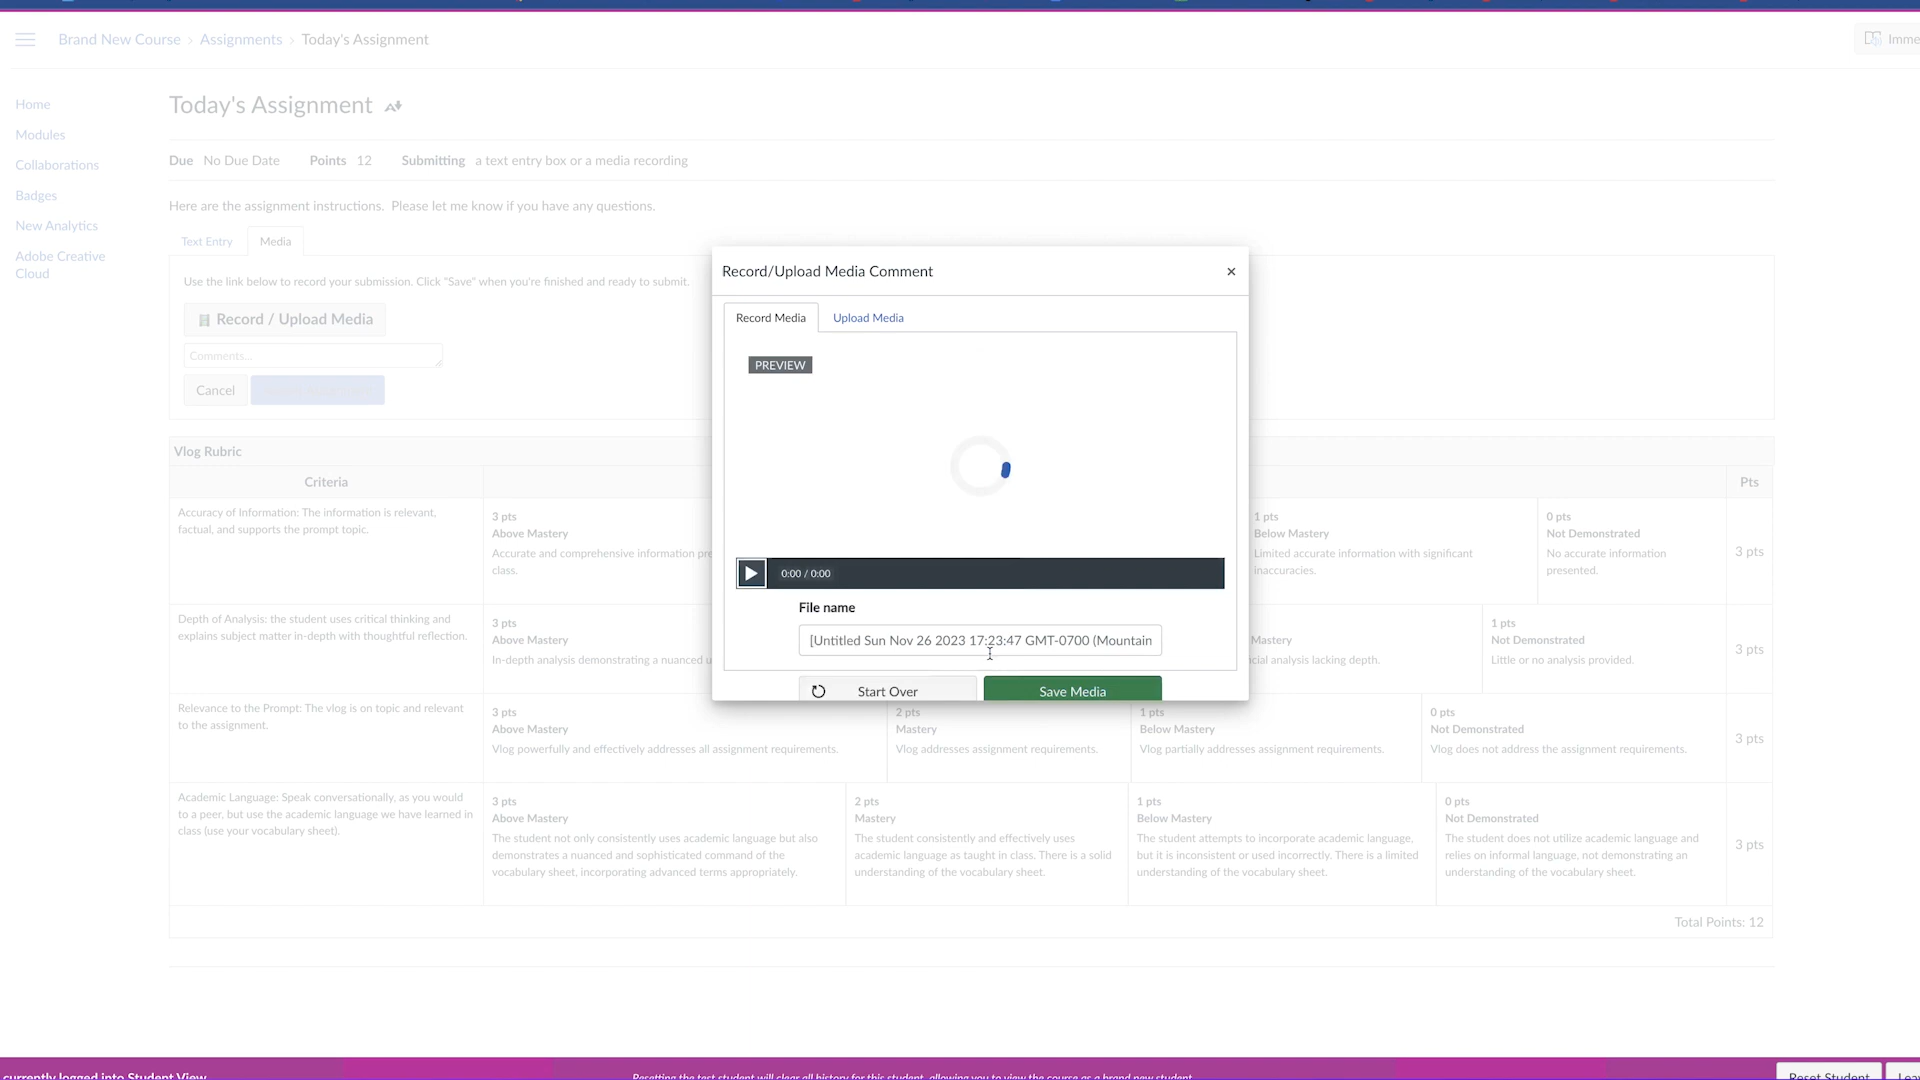 Brand New Course › Assignments › Today's Assignment
Imme
Home
Modules
Collaborations
Badges
New Analytics
Adobe Creative
Cloud
Today's Assignment
Due No Due Date Points 12 Submitting a text entry box or a media recording
Here are the assignment instructions. Please let me know if you have any questions.
Text Entry Media
Use the link below to record your submission. Click "Save" when you're finished and ready to submit.
Record / Upload Media
Comments...
Cancel
Record/Upload Media Comment ×
Record Media Upload Media
PREVIEW
0:00 / 0:00
File name
[Untitled Sun Nov 26 2023 17:23:47 GMT-0700 (Mountain
Start Over Save Media
Vlog Rubric
Criteria Pts
Accuracy of Information: The information is relevant,
factual, and supports the prompt topic.
3 pts
Above Mastery
Accurate and comprehensive information pre
class.
1 pts
Below Mastery
Limited accurate information with significant
inaccuracies.
0 pts
Not Demonstrated
No accurate information
presented.
3 pts
Depth of Analysis: the student uses critical thinking and
explains subject matter in-depth with thoughtful reflection.
3 pts
Above Mastery
In-depth analysis demonstrating a nuanced u
Mastery
cial analysis lacking depth.
1 pts
Not Demonstrated
Little or no analysis provided.
3 pts
Relevance to the Prompt: The vlog is on topic and relevant
to the assignment.
3 pts
Above Mastery
Vlog powerfully and effectively addresses all assignment requirements.
2 pts
Mastery
Vlog addresses assignment requirements.
1 pts
Below Mastery
Vlog partially addresses assignment requirements.
0 pts
Not Demonstrated
Vlog does not address the assignment requirements.
3 pts
Academic Language: Speak conversationally, as you would
to a peer, but use the academic language we have learned in
class (use your vocabulary sheet).
3 pts
Above Mastery
The student not only consistently uses academic language but also
demonstrates a nuanced and sophisticated command of the
vocabulary sheet, incorporating advanced terms appropriately.
2 pts
Mastery
The student consistently and effectively uses
academic language as taught in class. There is a solid
understanding of the vocabulary sheet.
1 pts
Below Mastery
The student attempts to incorporate academic language,
but it is inconsistent or used incorrectly. There is a limited
understanding of the vocabulary sheet.
0 pts
Not Demonstrated
The student does not utilize academic language and
relies on informal language, not demonstrating an
understanding of the vocabulary sheet.
3 pts
Total Points: 12
currently logged into Student View
Resetting the test student will clear all history for this student, allowing you to view the course as a brand new student.
Reset Student Lea